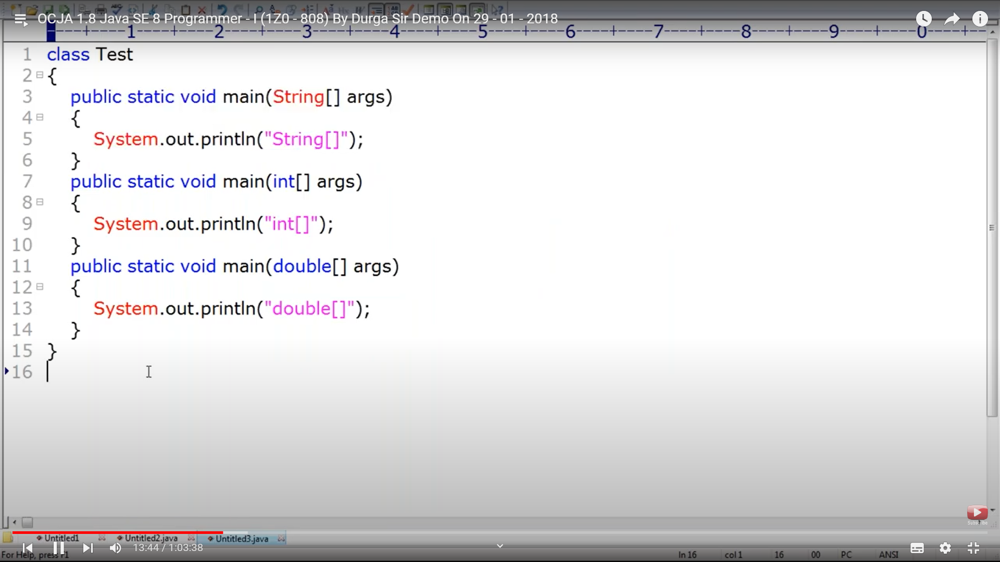 OCJA 1.8 Java SE 8 Programmer - I (1Z0 - 808) By Durga Sir Demo On 29 - 01 - 2018
----+----1----+----2----+----3----+----4----+----5----+----6----+----7----+----8----+----9----+----0----+--
1 class Test
2 {
3 public static void main(String[] args)
4 {
5 System.out.println("String[]");
6 }
7 public static void main(int[] args)
8 {
9 System.out.println("int[]");
10 }
11 public static void main(double[] args)
12 {
13 System.out.println("double[]");
14 }
15 }
16
Subscribe
Untitled1 Untitled2.java Untitled3.java
13:44 / 1:03:38
For Help, press F1 ln 16 col 1 16 00 PC ANSI